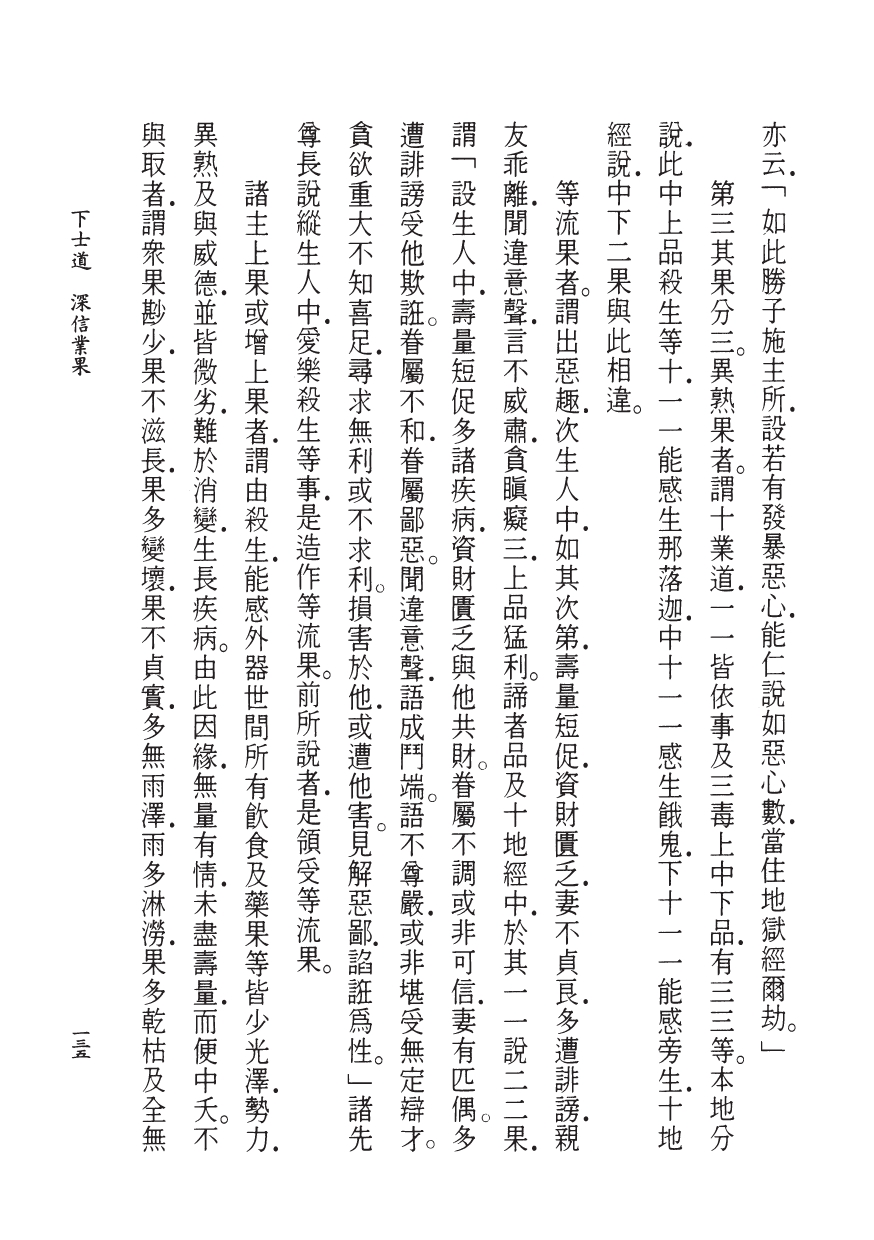 亦云．「如此勝子施主所．設若有發暴惡心．能仁說如惡心數．當住地獄經爾劫。」
第三其果分三。異熟果者。謂十業道．一一皆依事及三毒上中下品．有三三等。本地分
說．此中上品殺生等十．一一能感生那落迦．中十一一感生餓鬼．下十一一能感旁生．十地
經說．中下二果與此相違。
等流果者。謂出惡趣．次生人中．如其次第．壽量短促．資財匱乏．妻不貞良．多遭誹謗．親
友乖離．聞違意聲．言不威肅．貪瞋癡三．上品猛利。諦者品及十地經中．於其一一說二二果．
謂「設生人中．壽量短促多諸疾病．資財匱乏與他共財。眷屬不調或非可信．妻有匹偶。多
遭誹謗受他欺誑。眷屬不和．眷屬鄙惡。聞違意聲．語成鬥端。語不尊嚴．或非堪受無定辯才。
貪欲重大不知喜足．尋求無利或不求利。損害於他．或遭他害。見解惡鄙．諂誑爲性。」諸先
尊長說縱生人中．愛樂殺生等事．是造作等流果。前所說者．是領受等流果。
諸主上果或增上果者．謂由殺生．能感外器世間所有飲食及藥果等皆少光澤．勢力．
異熟及與威德．並皆微劣．難於消變．生長疾病。由此因緣．無量有情．未盡壽量．而便中夭。不
與取者．謂眾果尠少．果不滋長．果多變壞．果不貞實．多無雨澤．雨多淋澇．果多乾枯及全無
下士道　深信業果
一三五